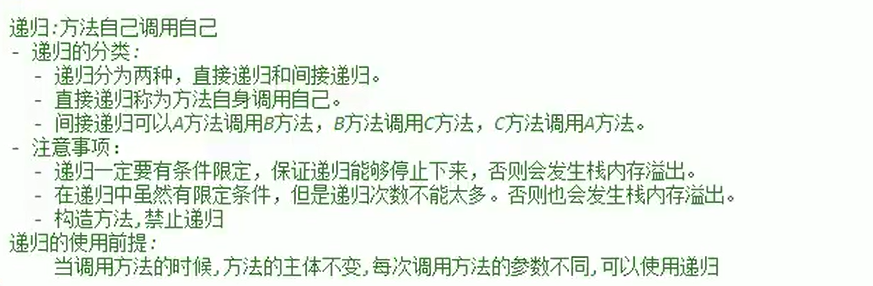 递归:方法自己调用自己
- 递归的分类:
- 递归分为两种，直接递归和间接递归。
- 直接递归称为方法自身调用自己。
- 间接递归可以A方法调用B方法，B方法调用C方法，C方法调用A方法。
- 注意事项：
- 递归一定要有条件限定，保证递归能够停止下来，否则会发生栈内存溢出。
- 在递归中虽然有限定条件，但是递归次数不能太多。否则也会发生栈内存溢出。
- 构造方法,禁止递归
递归的使用前提:
当调用方法的时候,方法的主体不变,每次调用方法的参数不同,可以使用递归